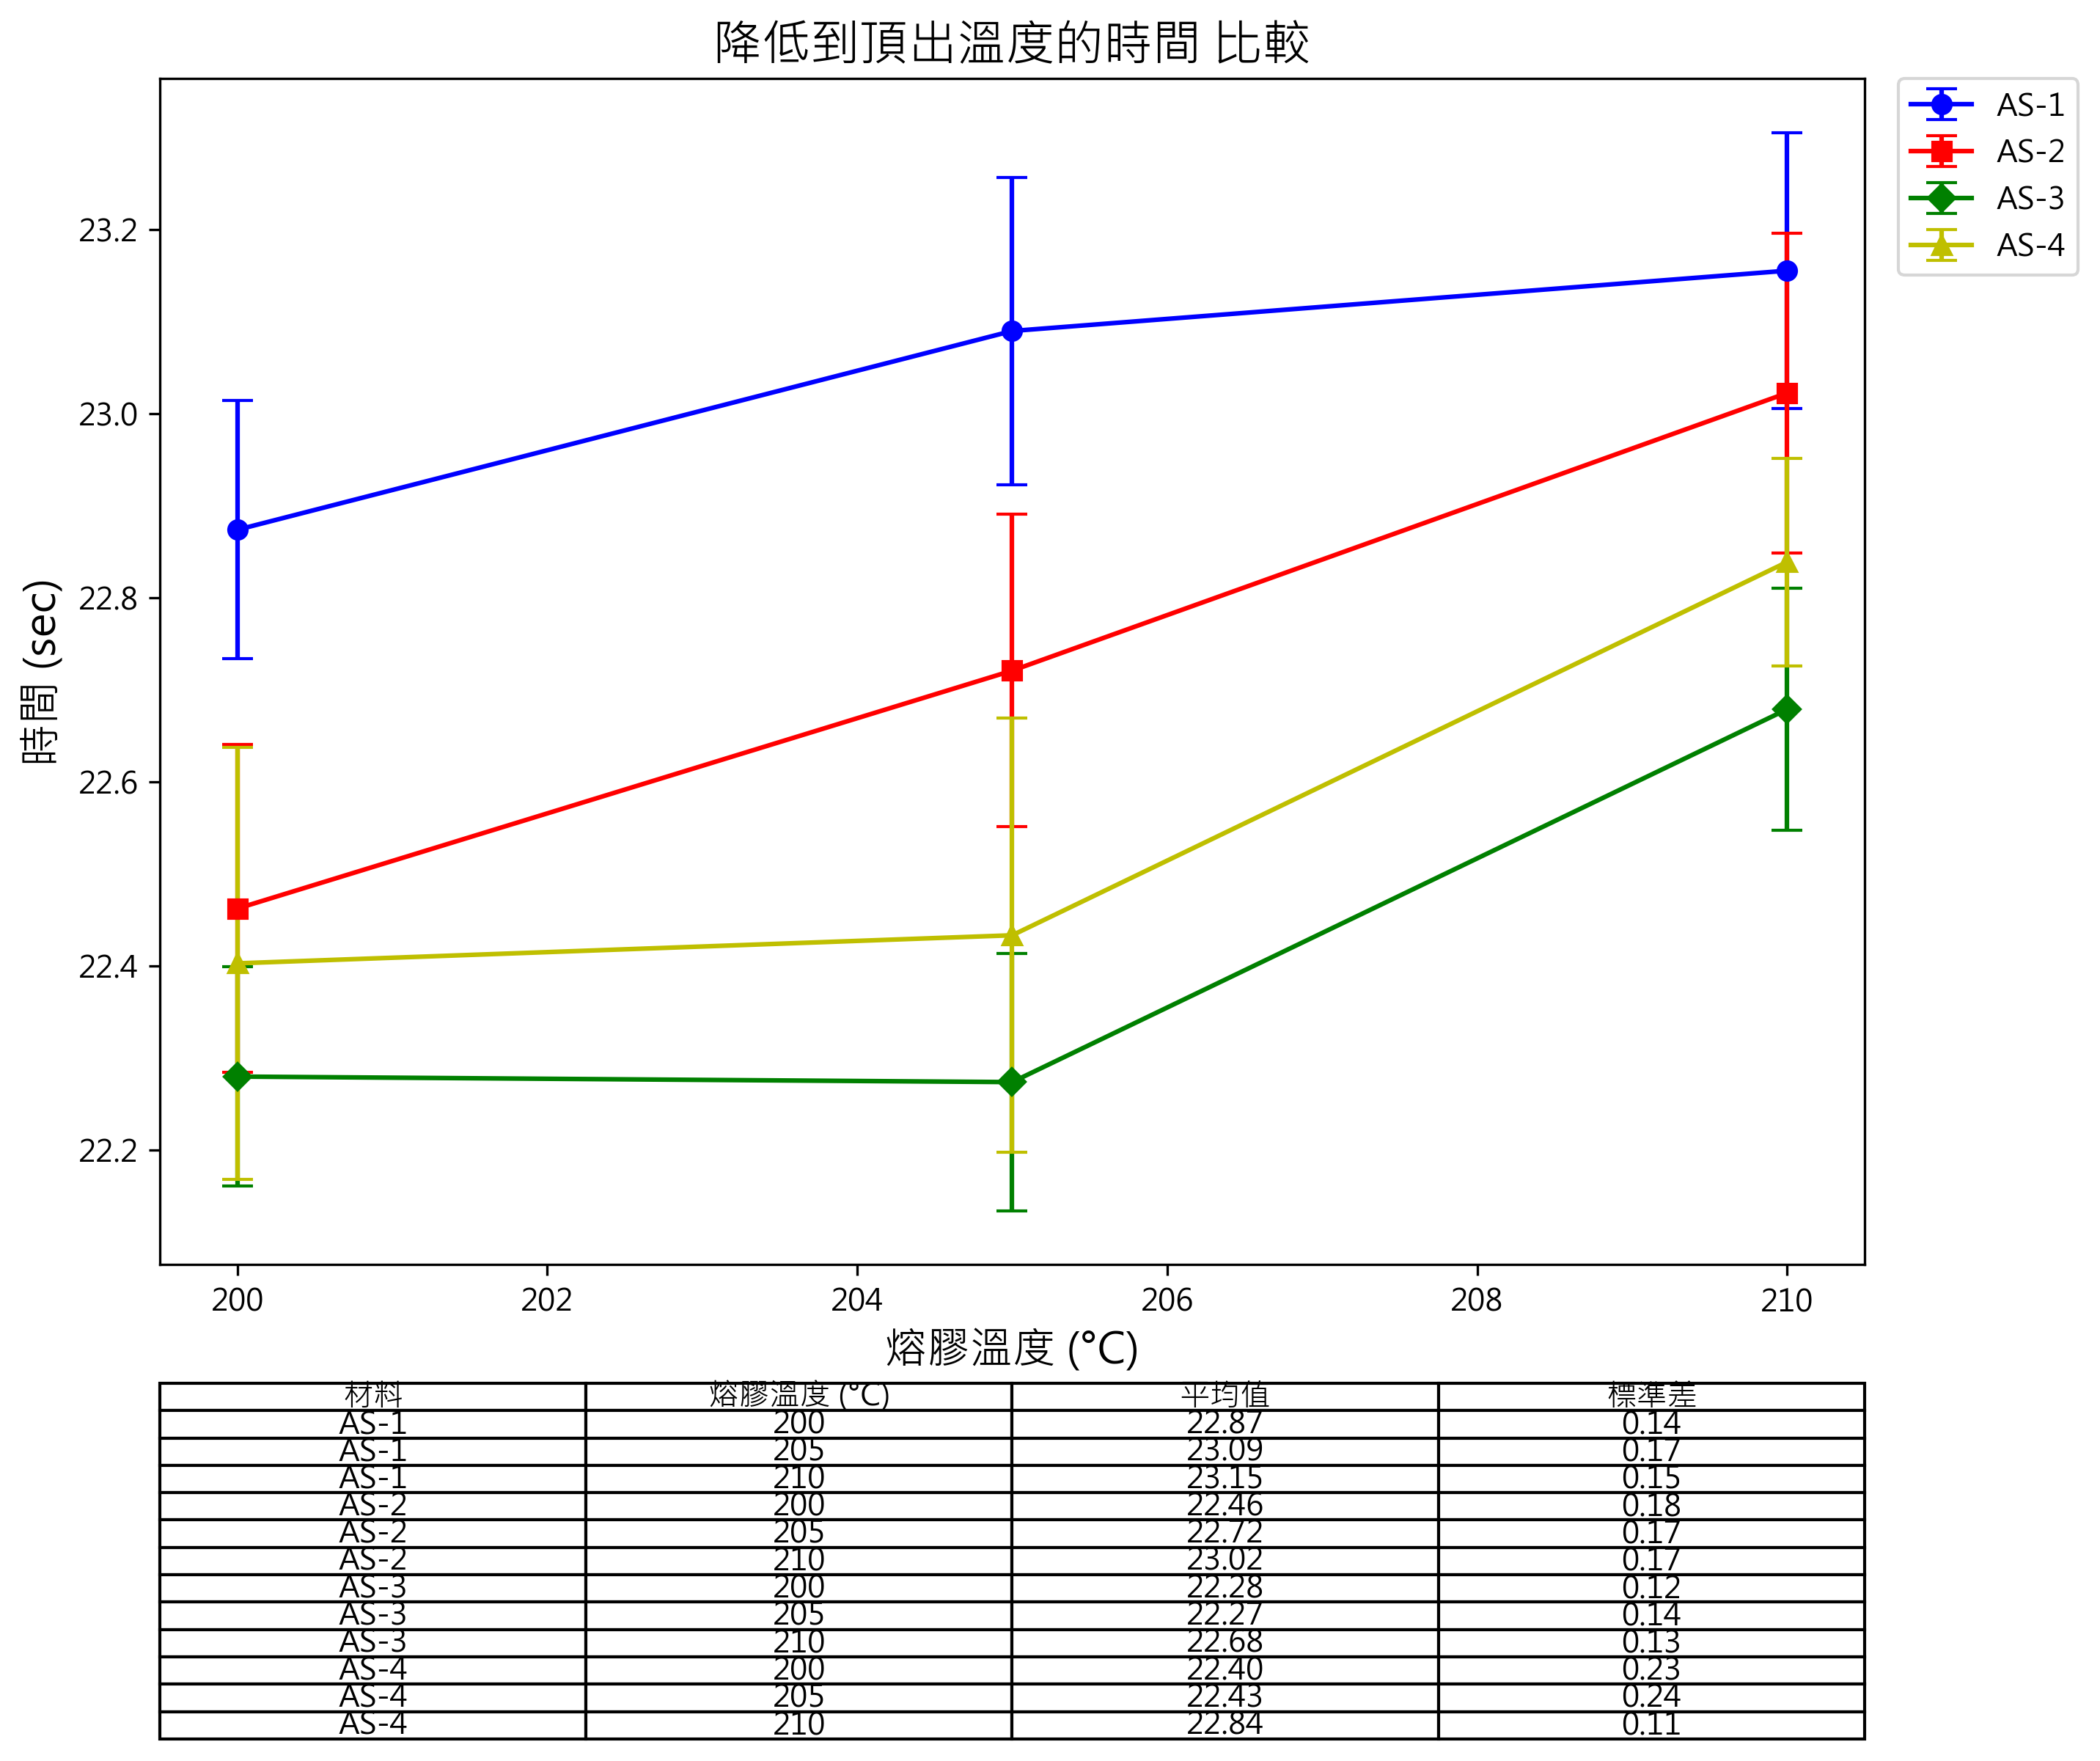 降低到頂出溫度的時間 比較
AS-1
AS-2
AS-3
AS-4
時間 (sec)
23.2
23.0
22.8
22.6
22.4
22.2
200 202 204 206 208 210
熔膠溫度 (°C)
材料 熔膠溫度 (°C) 平均值 標準差
AS-1 200 22.87 0.14
AS-1 205 23.09 0.17
AS-1 210 23.15 0.15
AS-2 200 22.46 0.18
AS-2 205 22.72 0.17
AS-2 210 23.02 0.17
AS-3 200 22.28 0.12
AS-3 205 22.27 0.14
AS-3 210 22.68 0.13
AS-4 200 22.40 0.23
AS-4 205 22.43 0.24
AS-4 210 22.84 0.11